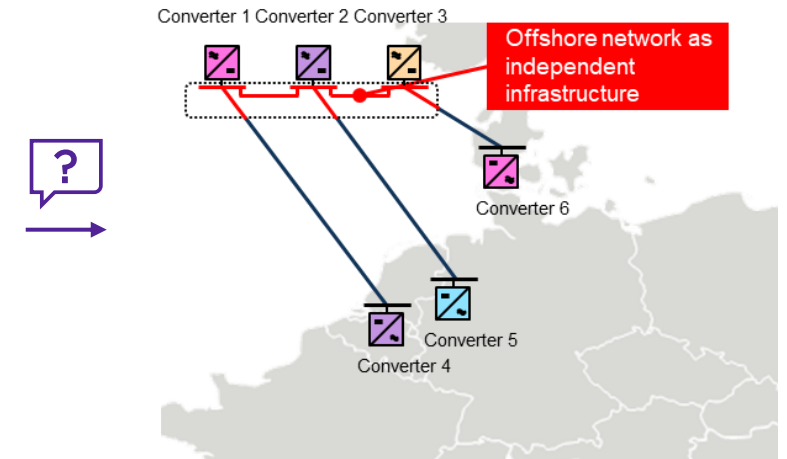 Converter 1 Converter 2 Converter 3
Offshore network as
independent
infrastructure
?
Converter 6
Converter 5
Converter 4